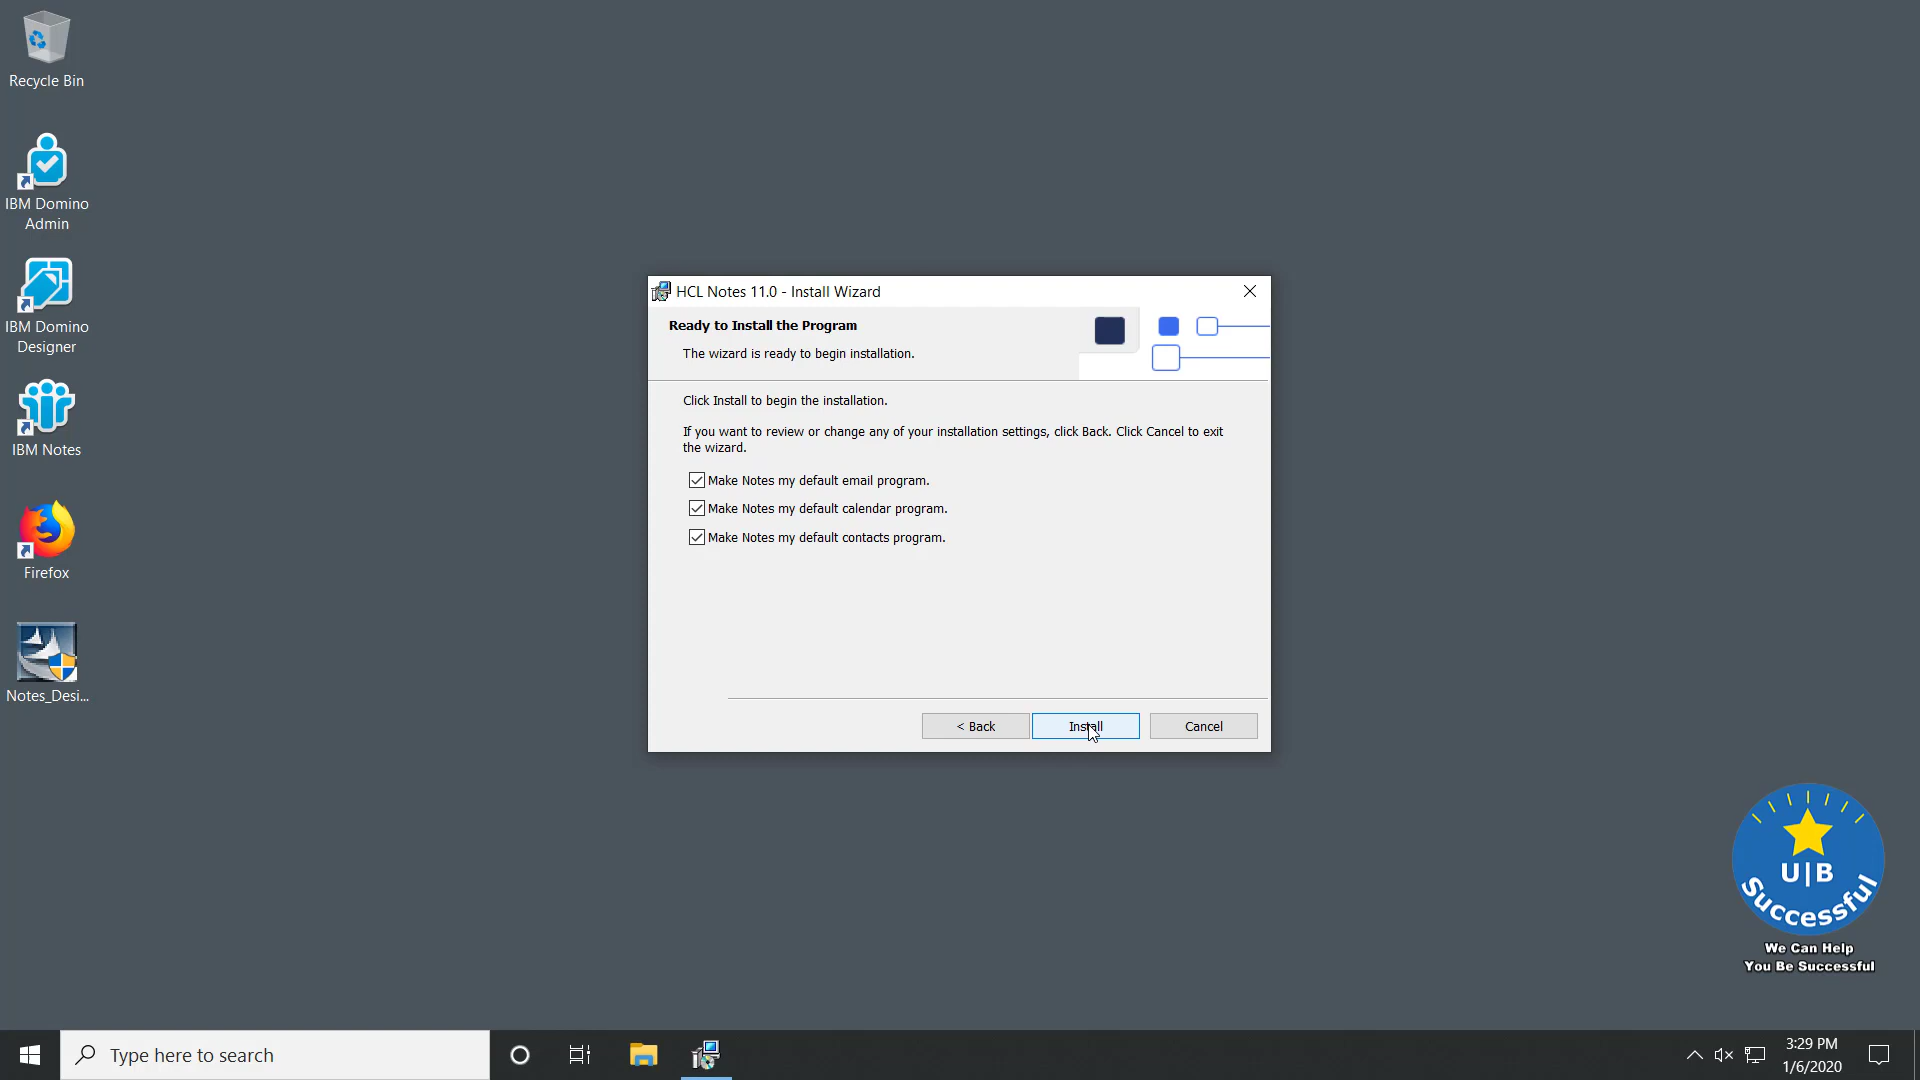 Recycle Bin
IBM Domino
Admin
IBM Domino
Designer
IBM Notes
Firefox
Notes_Desi...
HCL Notes 11.0 - Install Wizard
Ready to Install the Program
The wizard is ready to begin installation.
Click Install to begin the installation.
If you want to review or change any of your installation settings, click Back. Click Cancel to exit
the wizard.
Make Notes my default email program.
Make Notes my default calendar program.
Make Notes my default contacts program.
< Back
Install
Cancel
U|B
Successful
We Can Help
You Be Successful
Type here to search
3:29 PM
1/6/2020